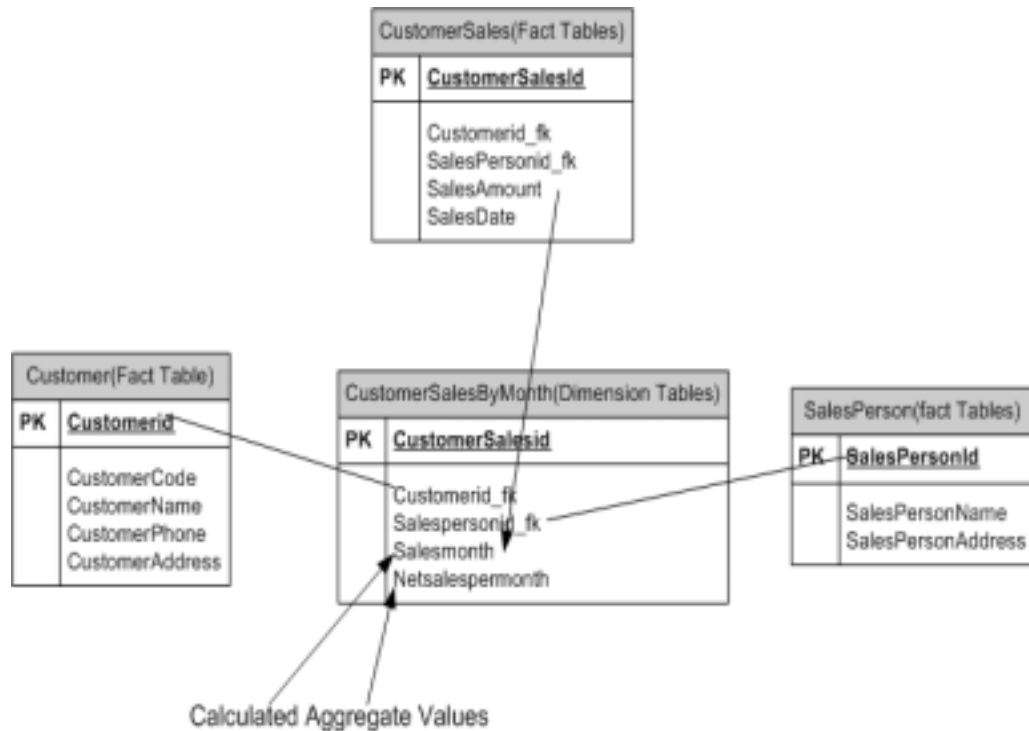 CustomerSales(Fact Tables)
PK CustomerSalesId
Customerid_fk
SalesPersonid_fk
SalesAmount
SalesDate
Customer(Fact Table)
PK Customerid
CustomerCode
CustomerName
CustomerPhone
CustomerAddress
CustomerSalesByMonth(Dimension Tables)
PK CustomerSalesid
Customerid_fk
Salespersonid_fk
Salesmonth
Netsalespermonth
SalesPerson(fact Tables)
PK SalesPersonId
SalesPersonName
SalesPersonAddress
Calculated Aggregate Values